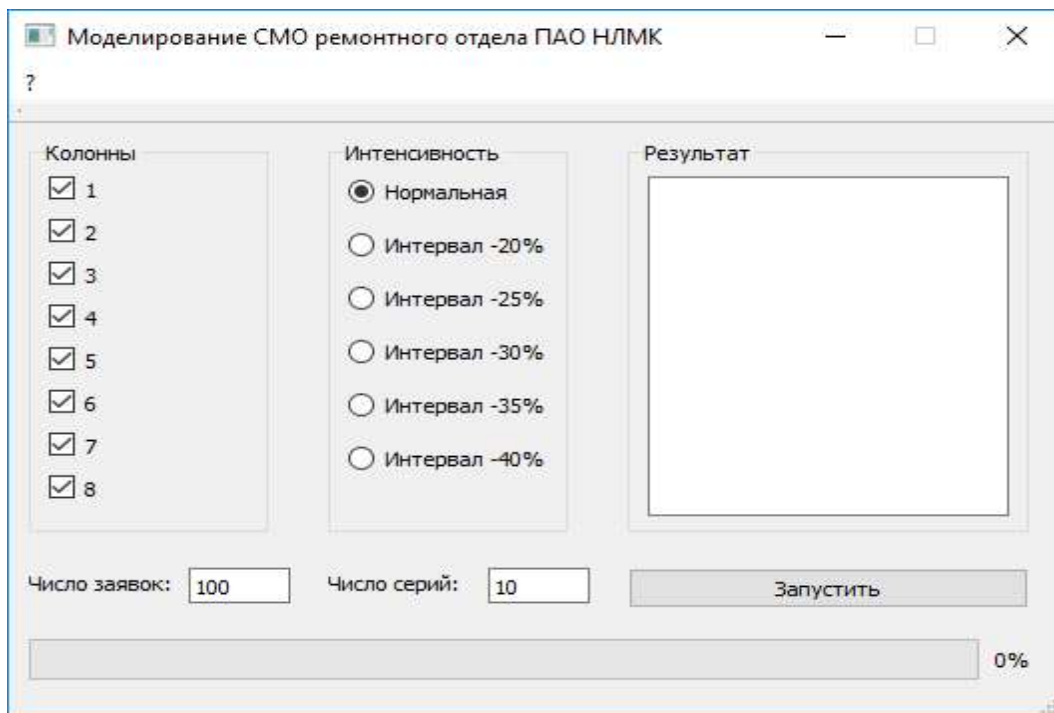 Моделирование СМО ремонтного отдела ПАО НЛМК
?
Колонны
1
2
3
4
5
6
7
8
Интенсивность
Нормальная
Интервал -20%
Интервал -25%
Интервал -30%
Интервал -35%
Интервал -40%
Результат
Число заявок: 100
Число серий: 10
Запустить
0%